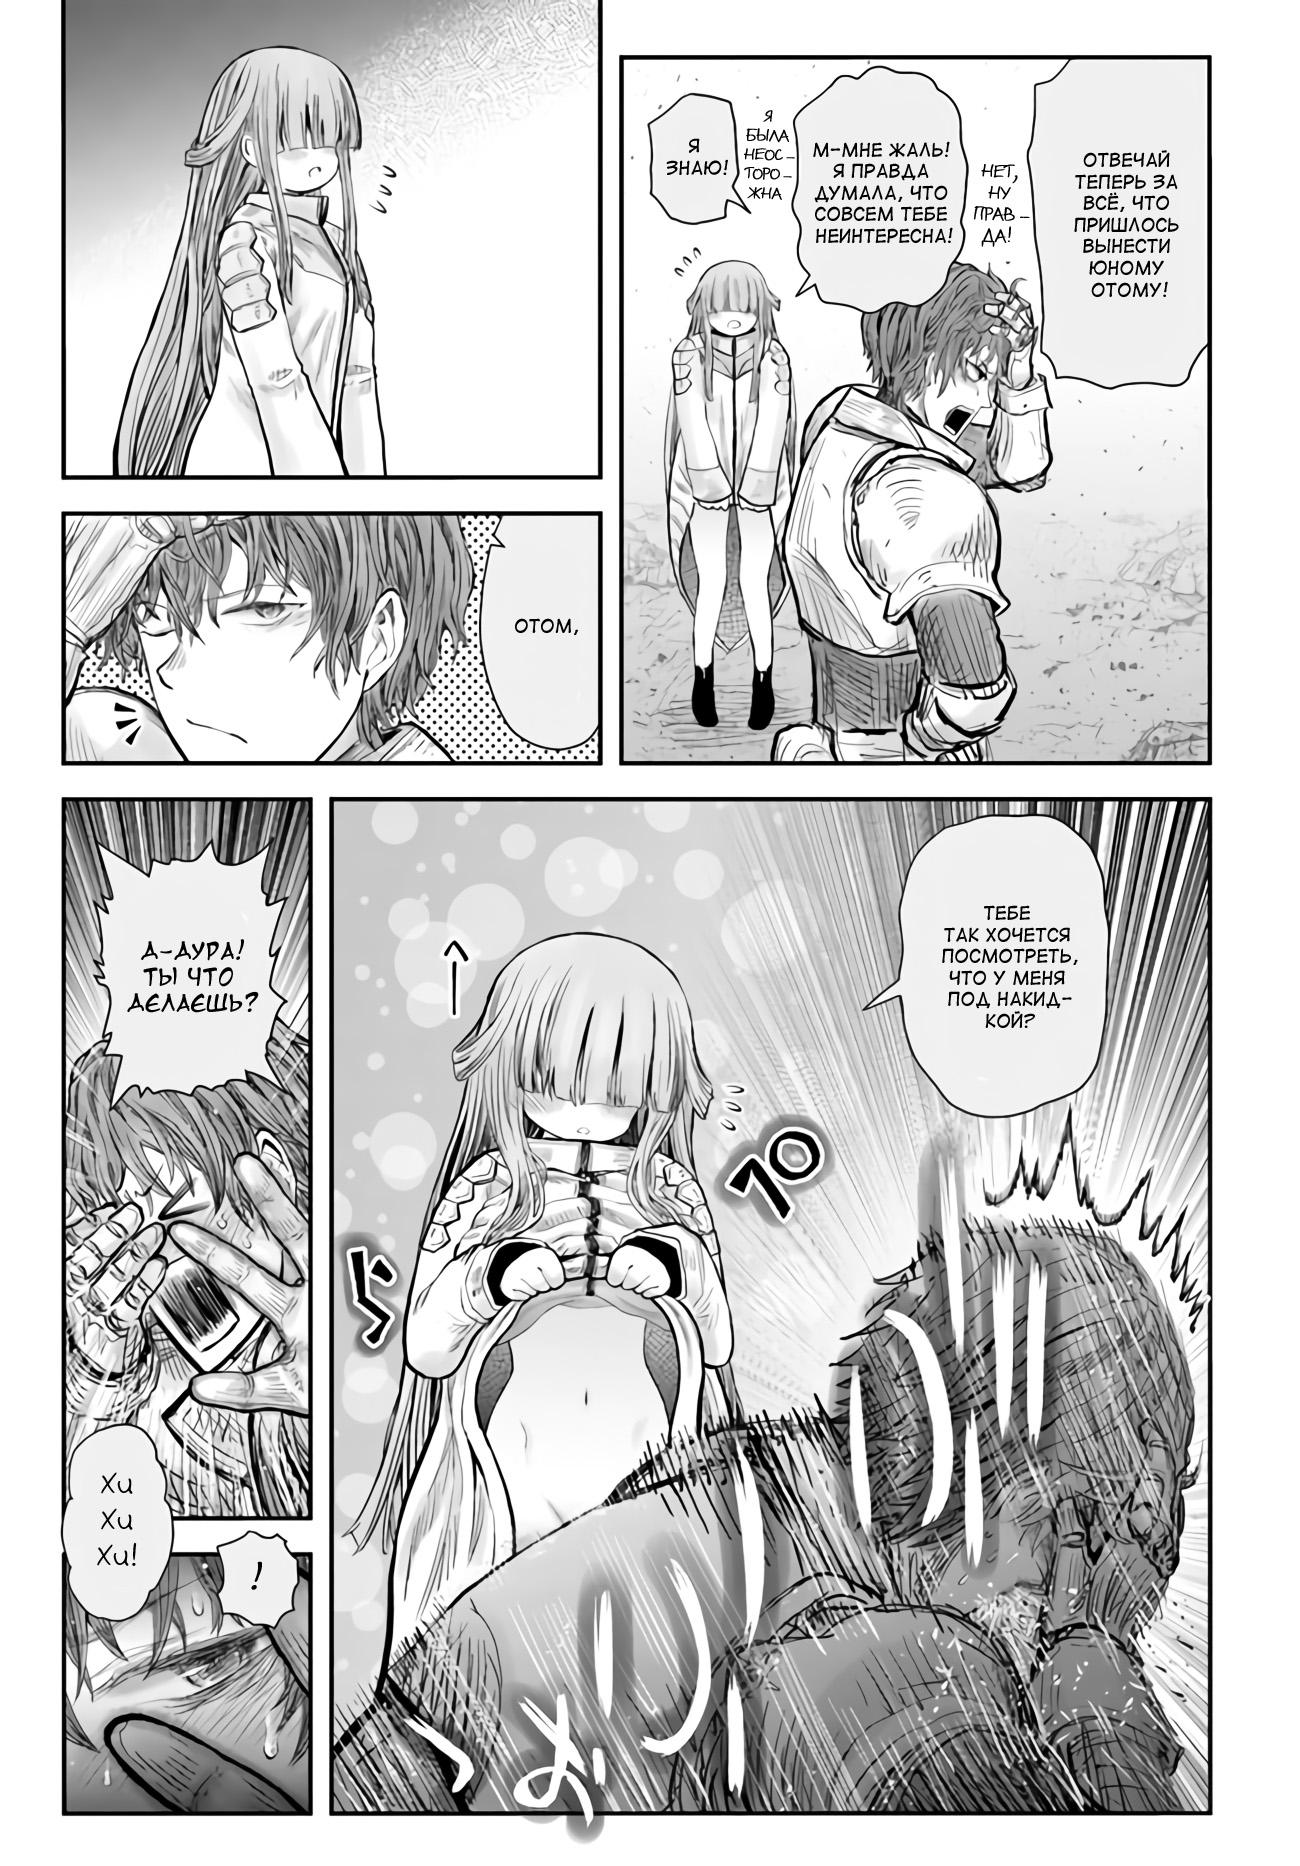 ОТВЕЧАЙ
ТЕПЕРЬ ЗА
ВСЁ, ЧТО
ПРИШЛОСЬ
ВЫНЕСТИ
ЮНОМУ
ОТОМУ!
НЕТ,
НУ
ПРАВ-
ДА!
М-МНЕ ЖАЛЬ!
Я ПРАВДА
ДУМАЛА, ЧТО
СОВСЕМ ТЕБЕ
НЕИНТЕРЕСНА!
Я
БЫЛА
НЕОС-
ТОРО-
ЖНА
Я
ЗНАЮ!
ОТОМ,
ТЕБЕ
ТАК ХОЧЕТСЯ
ПОСМОТРЕТЬ,
ЧТО У МЕНЯ
ПОД НАКИД-
КОЙ?
Д-ДУРА!
ТЫ ЧТО
ДЕЛАЕШЬ?
Хи
Хи
Хи!
!